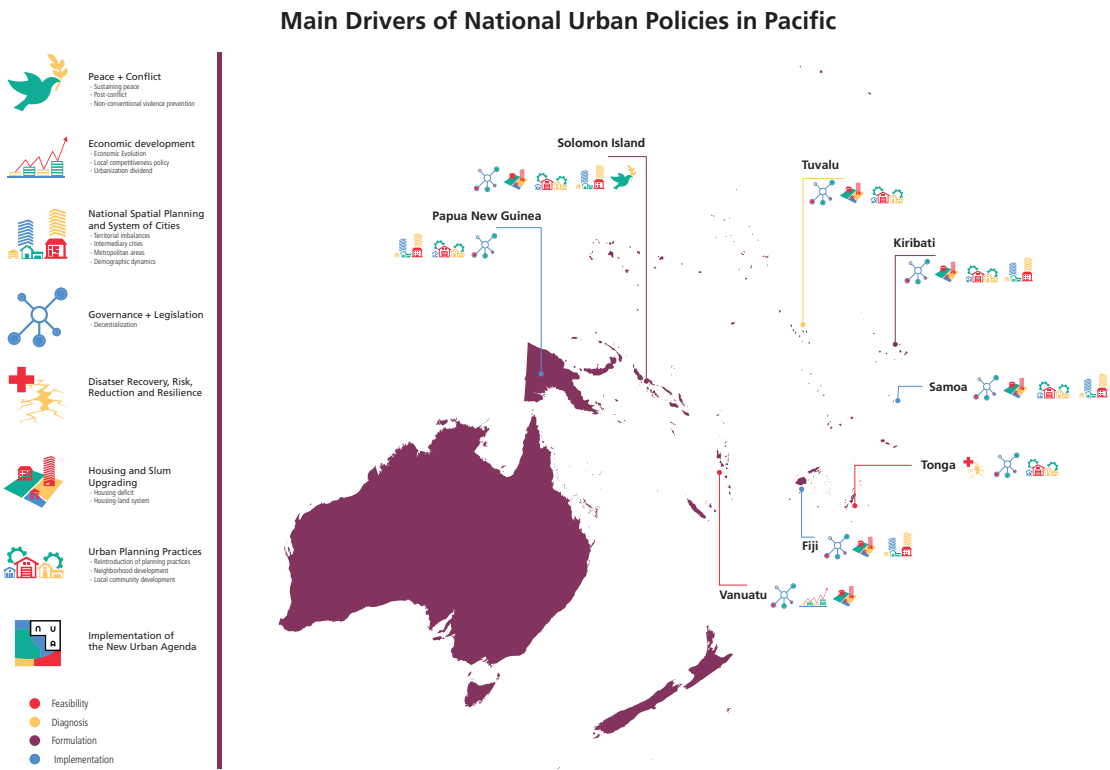 Main Drivers of National Urban Policies in Pacific
Peace + Conflict
- Sustaining peace
- Post-conflict
- Non-conventional violence prevention
Economic development
- Economic Evolution
- Local competitiveness policy
- Urbanization dividend
National Spatial Planning
and System of Cities
- Territorial imbalances
- Intermediary cities
- Metropolitan areas
- Demographic dynamics
Governance + Legislation
- Decentralization
Disatser Recovery, Risk,
Reduction and Resilience
Housing and Slum
Upgrading
- Housing deficit
- Housing-land system
Urban Planning Practices
- Reintroduction of planning practices
- Neighborhood development
- Local community development
N U
A
Implementation of
the New Urban Agenda
Feasibility
Diagnosis
Formulation
Implementation
Solomon Island
Tuvalu
Papua New Guinea
Kiribati
Samoa
Tonga
Fiji
Vanuatu